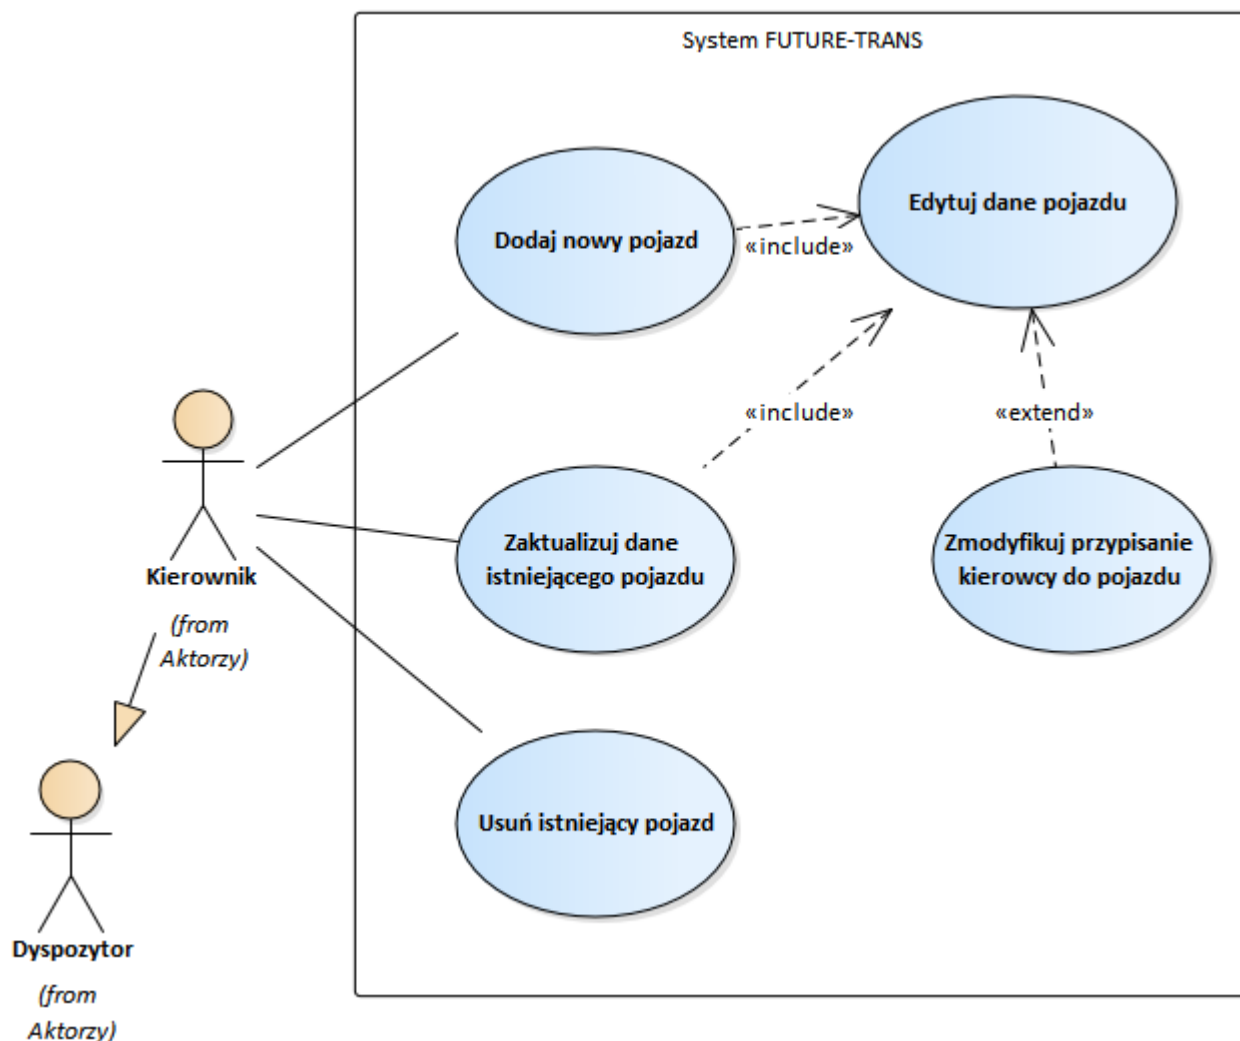 System FUTURE-TRANS
Dodaj nowy pojazd
«include»
Edytuj dane pojazdu
«include»
«extend»
Zaktualizuj dane
istniejącego pojazdu
Zmodyfikuj przypisanie
kierowcy do pojazdu
Usuń istniejący pojazd
Kierownik
(from
Aktorzy)
Dyspozytor
(from
Aktorzy)